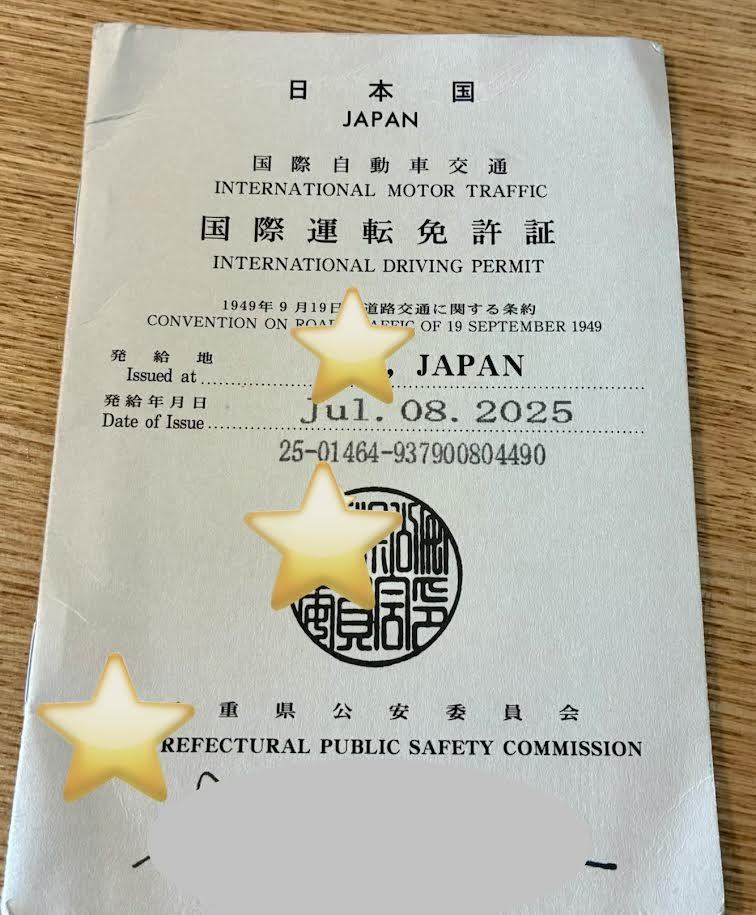 日本国
JAPAN
国際自動車交通
INTERNATIONAL MOTOR TRAFFIC
国際運転免許証
INTERNATIONAL DRIVING PERMIT
1949年9月19日 道路交通に関する条約
CONVENTION ON ROAD TRAFFIC OF 19 SEPTEMBER 1949
発給地
Issued at , JAPAN
発給年月日
Date of Issue Jul. 08. 2025
25-01464-937900804490
重県公安委員会
REFECTURAL PUBLIC SAFETY COMMISSION